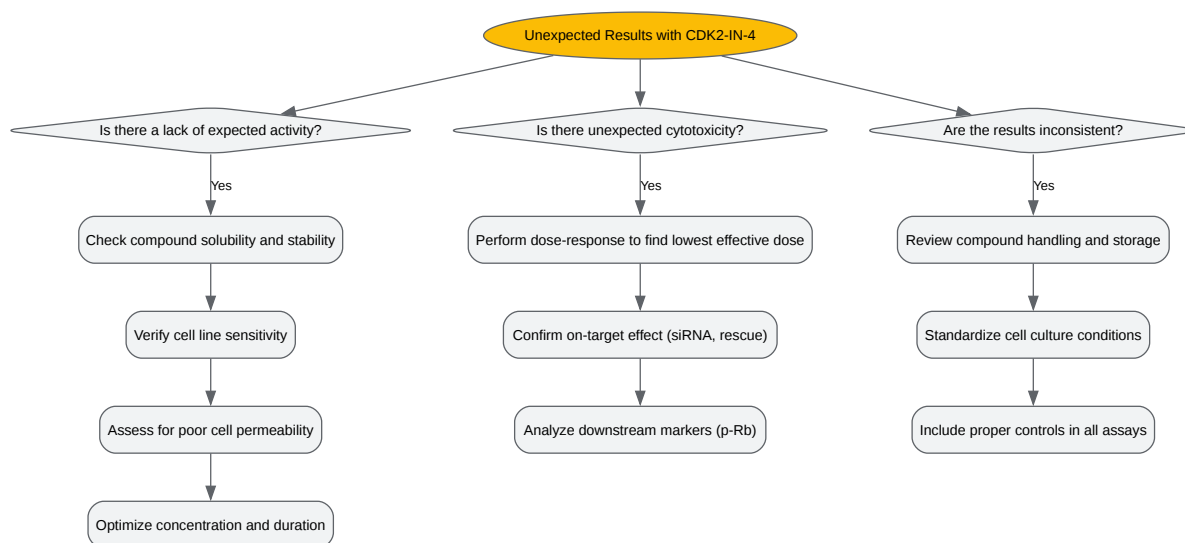 Unexpected Results with CDK2-IN-4
Is there a lack of expected activity?
Is there unexpected cytotoxicity?
Are the results inconsistent?
Yes
Yes
Yes
Check compound solubility and stability
Perform dose-response to find lowest effective dose
Review compound handling and storage
Verify cell line sensitivity
Confirm on-target effect (siRNA, rescue)
Standardize cell culture conditions
Assess for poor cell permeability
Analyze downstream markers (p-Rb)
Include proper controls in all assays
Optimize concentration and duration